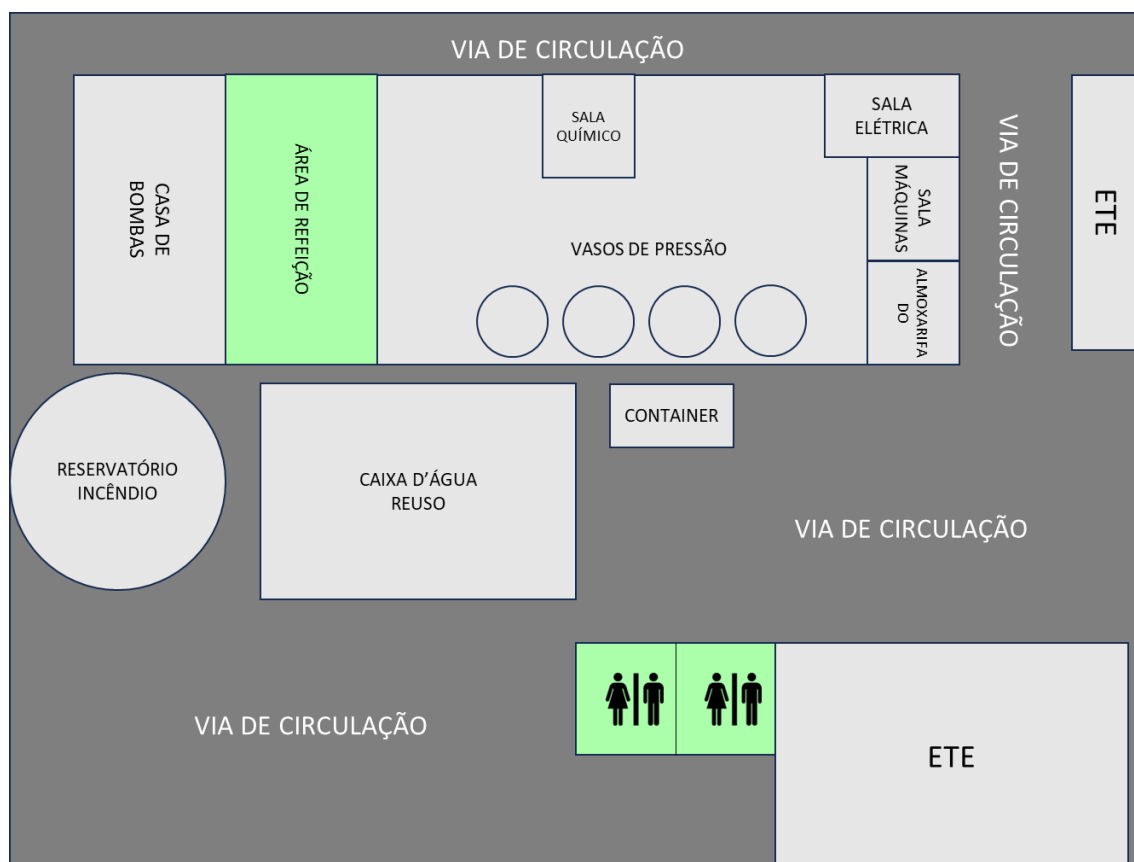 VIA DE CIRCULAÇÃO
CASA DE
BOMBAS
ÁREA DE REFEIÇÃO
SALA
QUÍMICO
VASOS DE PRESSÃO
SALA
ELÉTRICA
SALA
MÁQUINAS
ALMOXARIFA
DO
VIA DE CIRCULAÇÃO
ETE
RESERVATÓRIO
INCÊNDIO
CAIXA D’ÁGUA
REUSO
CONTAINER
VIA DE CIRCULAÇÃO
VIA DE CIRCULAÇÃO
ETE